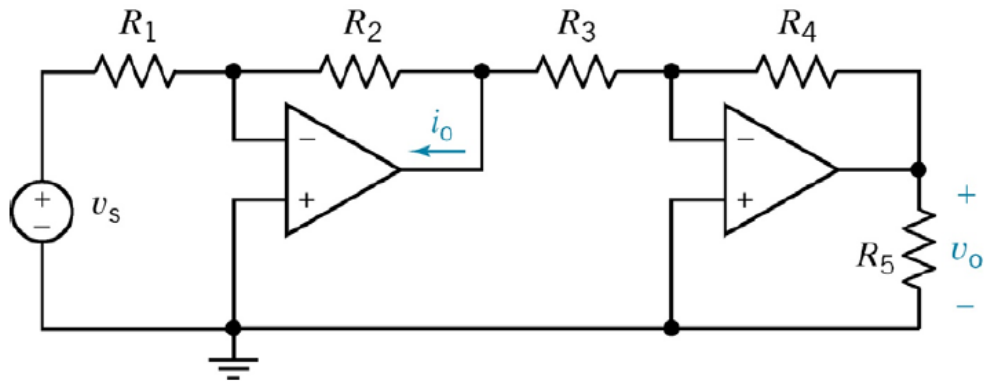 R1 R2 R3 R4
io
− −
+ vs + + +
− R5 vo
−